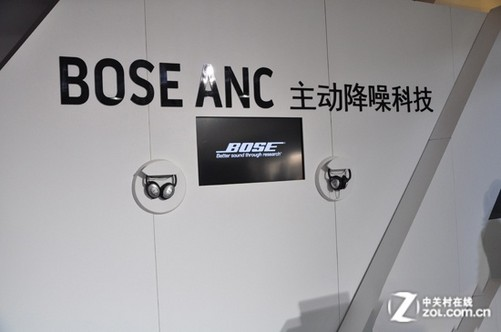 BOSE ANC 主动降噪科技
BOSE
Better sound through research
中关村在线
zol.com.cn